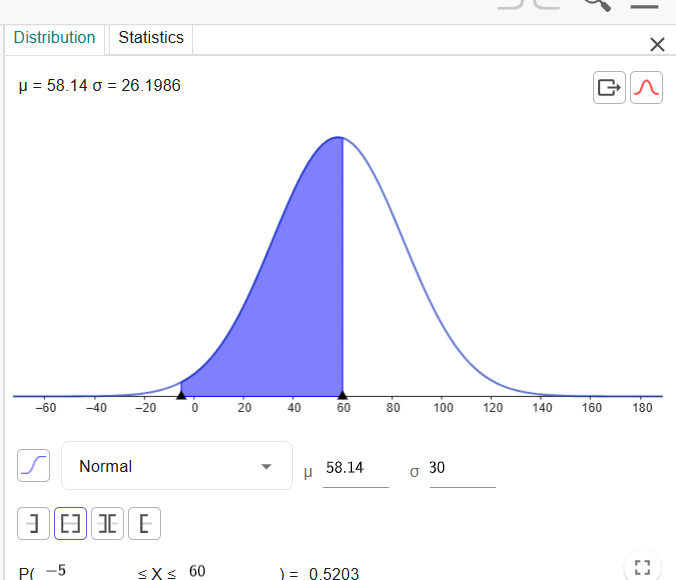 Distribution Statistics
μ = 58.14 σ = 26.1986
−60 −40 −20 0 20 40 60 80 100 120 140 160 180
Normal μ 58.14 σ 30
P( −5 ≤ X ≤ 60 ) = 0.5203